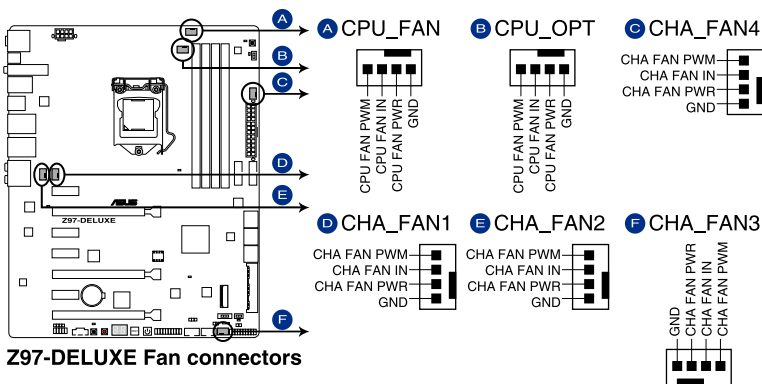 A
B
C
D
E
F
/SUS
Z97-DELUXE
Z97-DELUXE Fan connectors
A CPU_FAN
CPU FAN PWM
CPU FAN IN
CPU FAN PWR
GND
B CPU_OPT
CPU FAN PWM
CPU FAN IN
CPU FAN PWR
GND
C CHA_FAN4
CHA FAN PWM
CHA FAN IN
CHA FAN PWR
GND
D CHA_FAN1
CHA FAN PWM
CHA FAN IN
CHA FAN PWR
GND
E CHA_FAN2
CHA FAN PWM
CHA FAN IN
CHA FAN PWR
GND
F CHA_FAN3
GND
CHA FAN PWR
CHA FAN IN
CHA FAN PWM